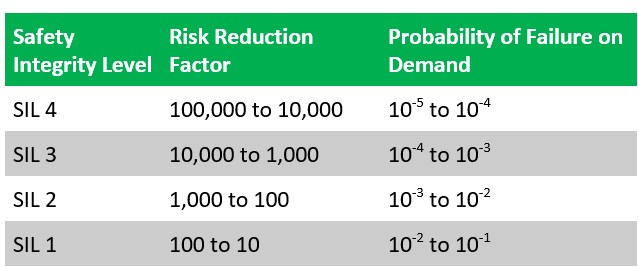 Safety Integrity Level Risk Reduction Factor Probability of Failure on Demand
SIL 4 100,000 to 10,000 10⁻⁵ to 10⁻⁴
SIL 3 10,000 to 1,000 10⁻⁴ to 10⁻³
SIL 2 1,000 to 100 10⁻³ to 10⁻²
SIL 1 100 to 10 10⁻² to 10⁻¹